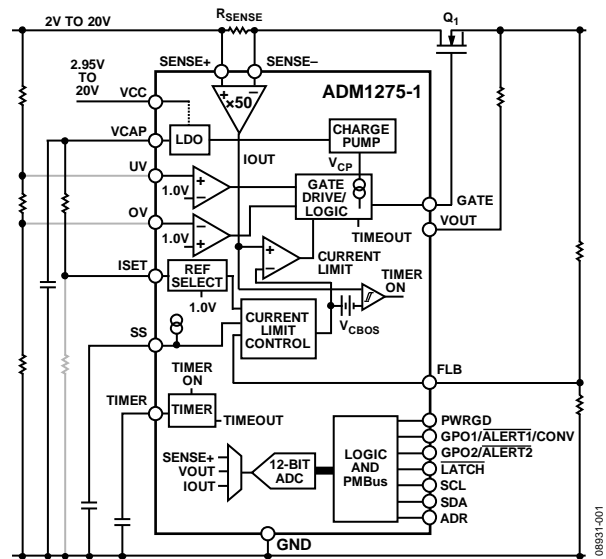 RSENSE
Q1
2V TO 20V
SENSE+
SENSE–
2.95V
TO
20V
VCC
+
–
×50
ADM1275-1
VCAP
LDO
CHARGE
PUMP
IOUT
VCP
UV
+
1.0V
–
GATE
DRIVE/
LOGIC
GATE
VOUT
OV
–
1.0V
+
TIMEOUT
+
–
CURRENT
LIMIT
ISET
REF
SELECT
1.0V
TIMER
ON
VCBOS
CURRENT
LIMIT
CONTROL
SS
FLB
TIMER
ON
TIMER
TIMER
TIMEOUT
PWRGD
GPO1/ALERT1/CONV
GPO2/ALERT2
LATCH
SCL
SDA
ADR
SENSE+
VOUT
IOUT
12-BIT
ADC
LOGIC
AND
PMBus
GND
08931-001